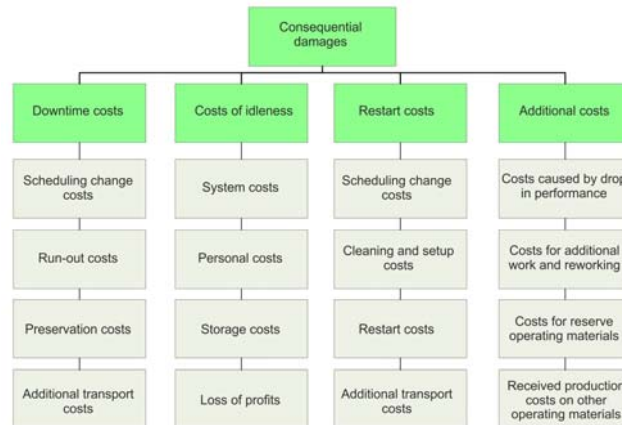 Consequential
damages
Downtime costs
Costs of idleness
Restart costs
Additional costs
Scheduling change
costs
System costs
Scheduling change
costs
Costs caused by drop
in performance
Run-out costs
Personal costs
Cleaning and setup
costs
Costs for additional
work and reworking
Preservation costs
Storage costs
Restart costs
Costs for reserve
operating materials
Additional transport
costs
Loss of profits
Additional transport
costs
Received production
costs on other
operating materials